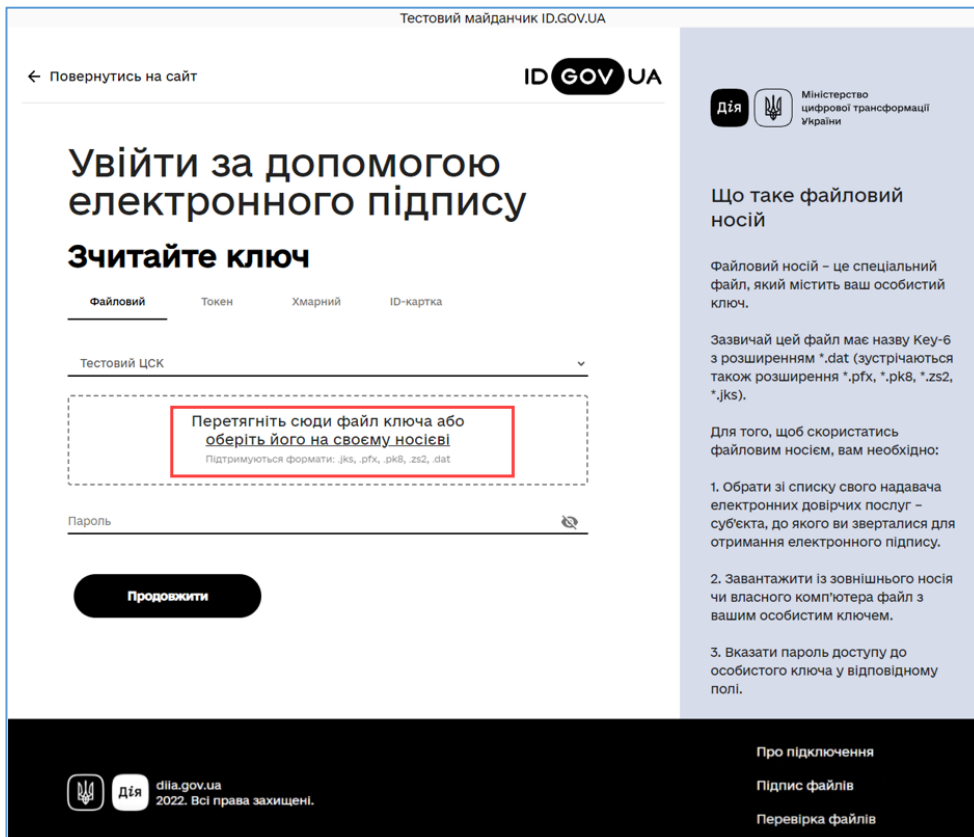 Тестовий майданчик ID.GOV.UA
← Повернутись на сайт
ID GOV UA
Увійти за допомогою
електронного підпису
Зчитайте ключ
Файловий Токен Хмарний ID-картка
Тестовий ЦСК
Перетягніть сюди файл ключа або
оберіть його на своєму носієві
Підтримуються формати: .jks, .pfx, .pk8, .zs2, .dat
Пароль
Продовжити
Дія
Міністерство
цифрової трансформації
України
Що таке файловий
носій
Файловий носій – це спеціальний
файл, який містить ваш особистий
ключ.
Зазвичай цей файл має назву Key-6
з розширенням *.dat (зустрічаються
також розширення *.pfx, *.pk8, *.zs2,
*.jks).
Для того, щоб скористатись
файловим носієм, вам необхідно:
1. Обрати зі списку свого надавача
електронних довірчих послуг –
суб'єкта, до якого ви зверталися для
отримання електронного підпису.
2. Завантажити із зовнішнього носія
чи власного комп'ютера файл з
вашим особистим ключем.
3. Вказати пароль доступу до
особистого ключа у відповідному
полі.
Дія
diia.gov.ua
2022. Всі права захищені.
Про підключення
Підпис файлів
Перевірка файлів